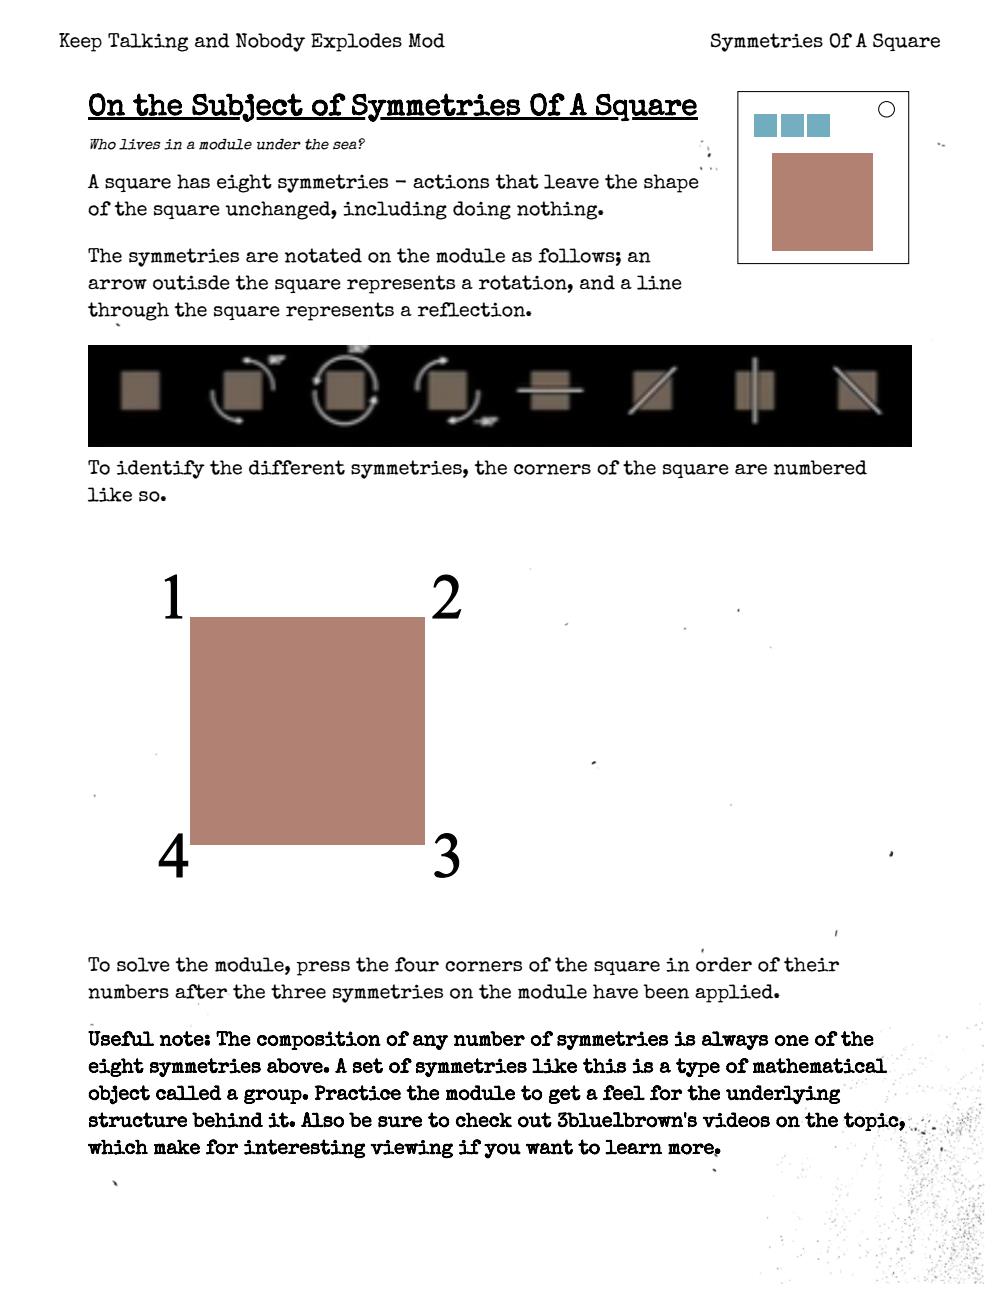 Keep Talking and Nobody Explodes Mod
Symmetries Of A Square
On the Subject of Symmetries Of A Square
Who lives in a module under the sea?
A square has eight symmetries – actions that leave the shape
of the square unchanged, including doing nothing.
The symmetries are notated on the module as follows; an
arrow outisde the square represents a rotation, and a line
through the square represents a reflection.
To identify the different symmetries, the corners of the square are numbered
like so.
1 2
4 3
To solve the module, press the four corners of the square in order of their
numbers after the three symmetries on the module have been applied.
Useful note: The composition of any number of symmetries is always one of the
eight symmetries above. A set of symmetries like this is a type of mathematical
object called a group. Practice the module to get a feel for the underlying
structure behind it. Also be sure to check out 3blue1brown's videos on the topic,
which make for interesting viewing if you want to learn more.